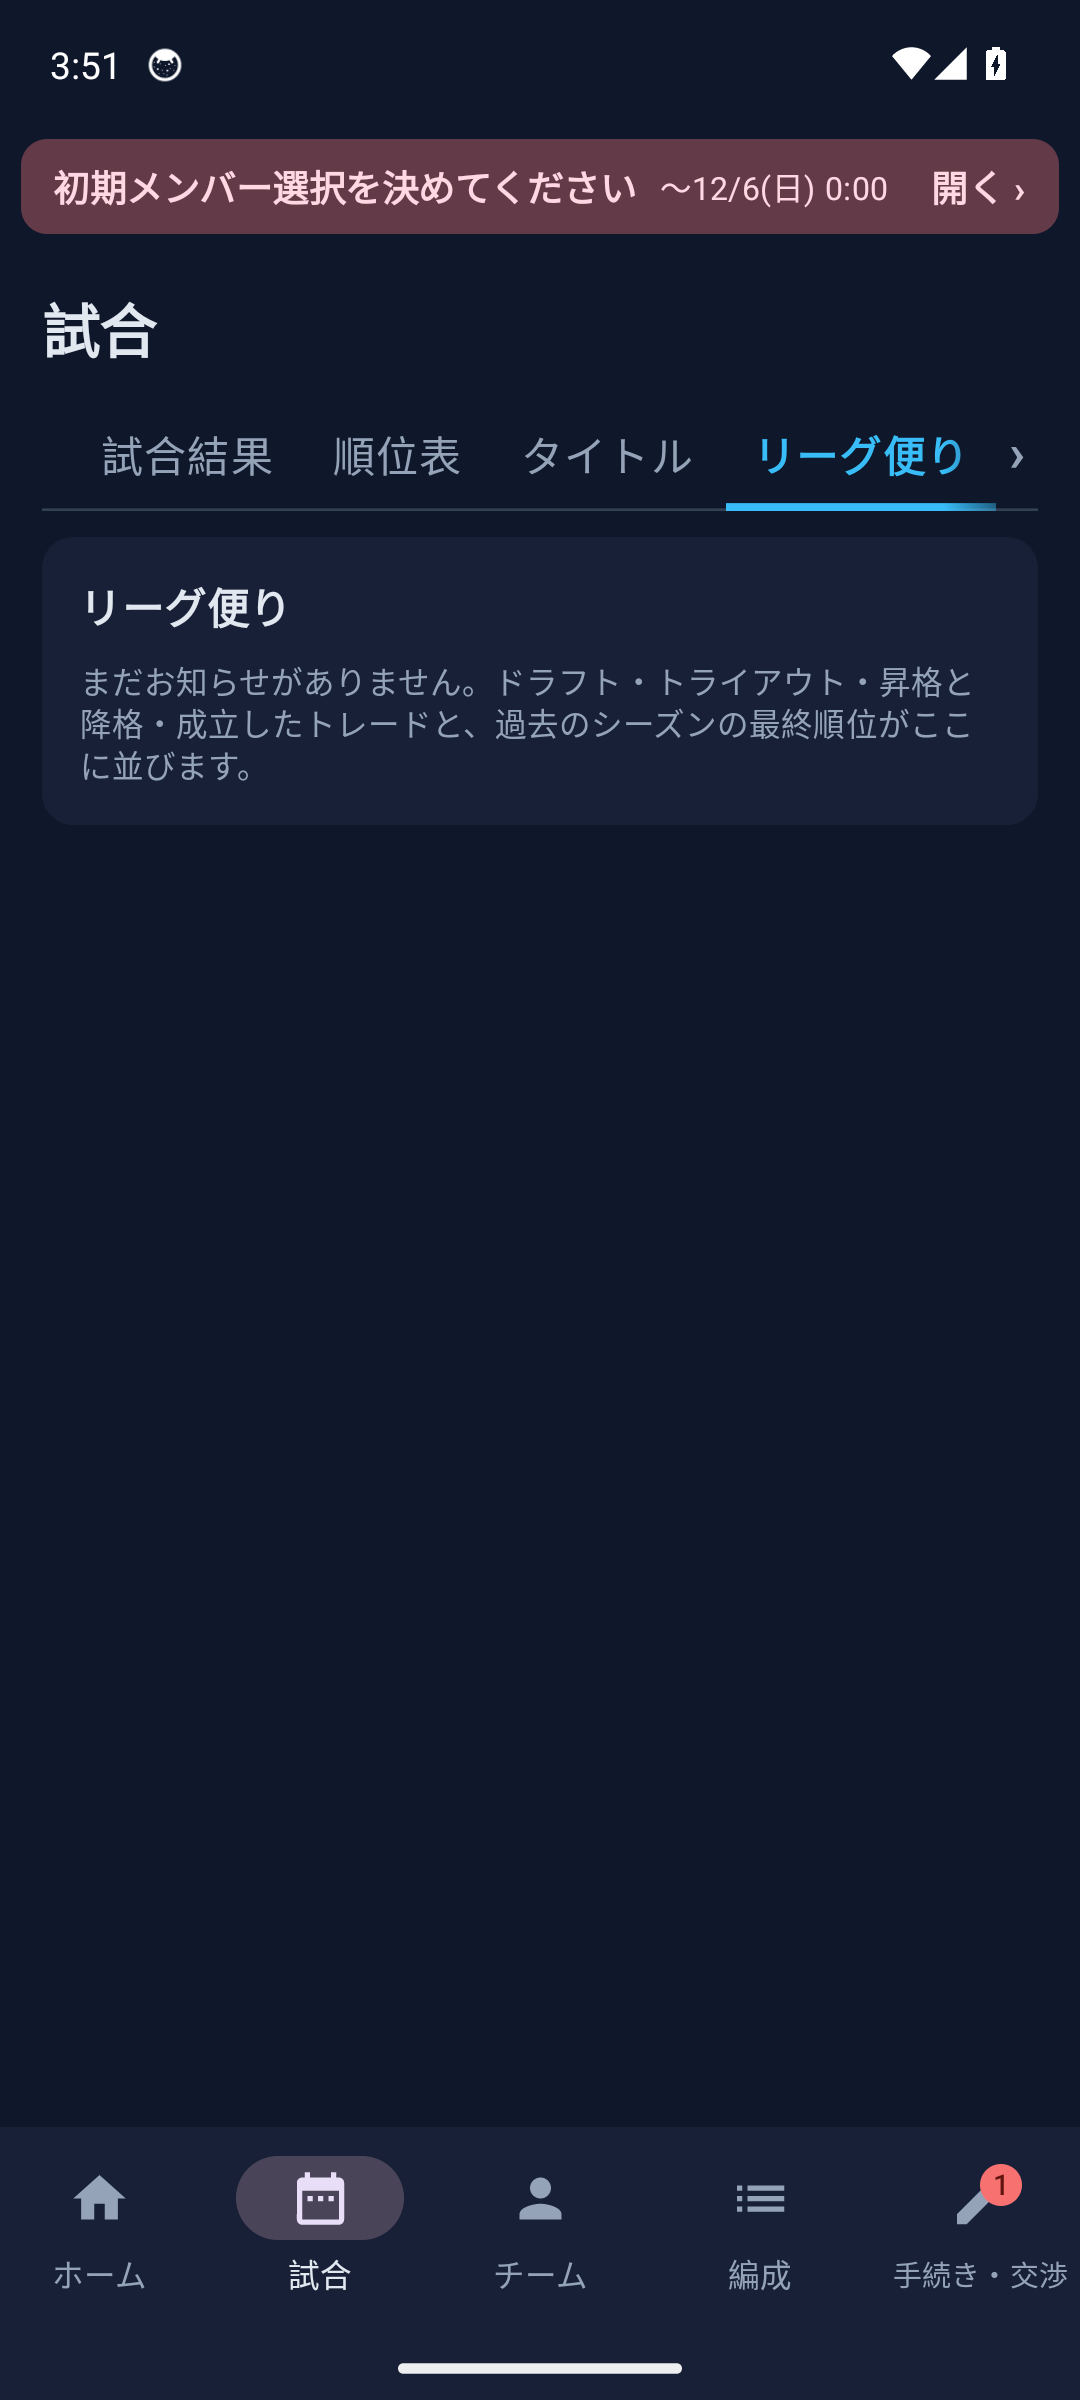 3:51
初期メンバー選択を決めてください ～12/6(日) 0:00 開く ›
試合
試合結果 順位表 タイトル リーグ便り ›
リーグ便り
まだお知らせがありません。ドラフト・トライアウト・昇格と
降格・成立したトレードと、過去のシーズンの最終順位がここ
に並びます。
1
ホーム 試合 チーム 編成 手続き・交渉